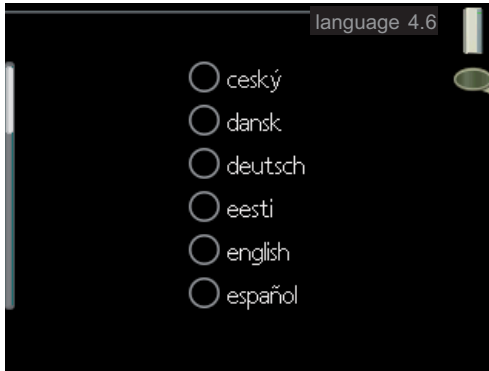 language 4.6
ceský
dansk
deutsch
eesti
english
español